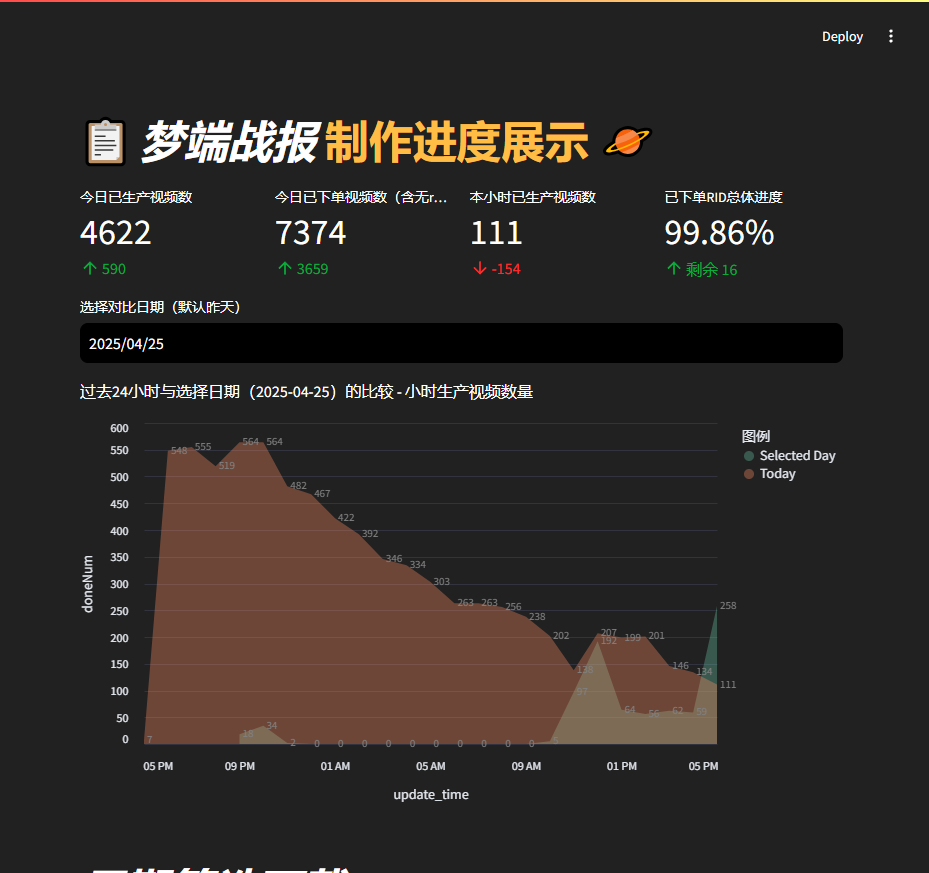 Deploy
梦端战报 制作进度展示
今日已生产视频数
4622
590
今日已下单视频数（含无r...
7374
3659
本小时已生产视频数
111
-154
已下单RID总体进度
99.86%
剩余 16
选择对比日期（默认昨天）
2025/04/25
过去24小时与选择日期（2025-04-25）的比较 - 小时生产视频数量
图例
Selected Day
Today
doneNum
600
550
500
450
400
350
300
250
200
150
100
50
0
7 548 555 519 564 564 482 467 422 392 346 334 303 263 263 256 238 202 138 207 199 201 146 134 111
18 34 2 0 0 0 0 0 0 0 0 0 0 5 97 192 64 56 62 59 258
05 PM 09 PM 01 AM 05 AM 09 AM 01 PM 05 PM
update_time